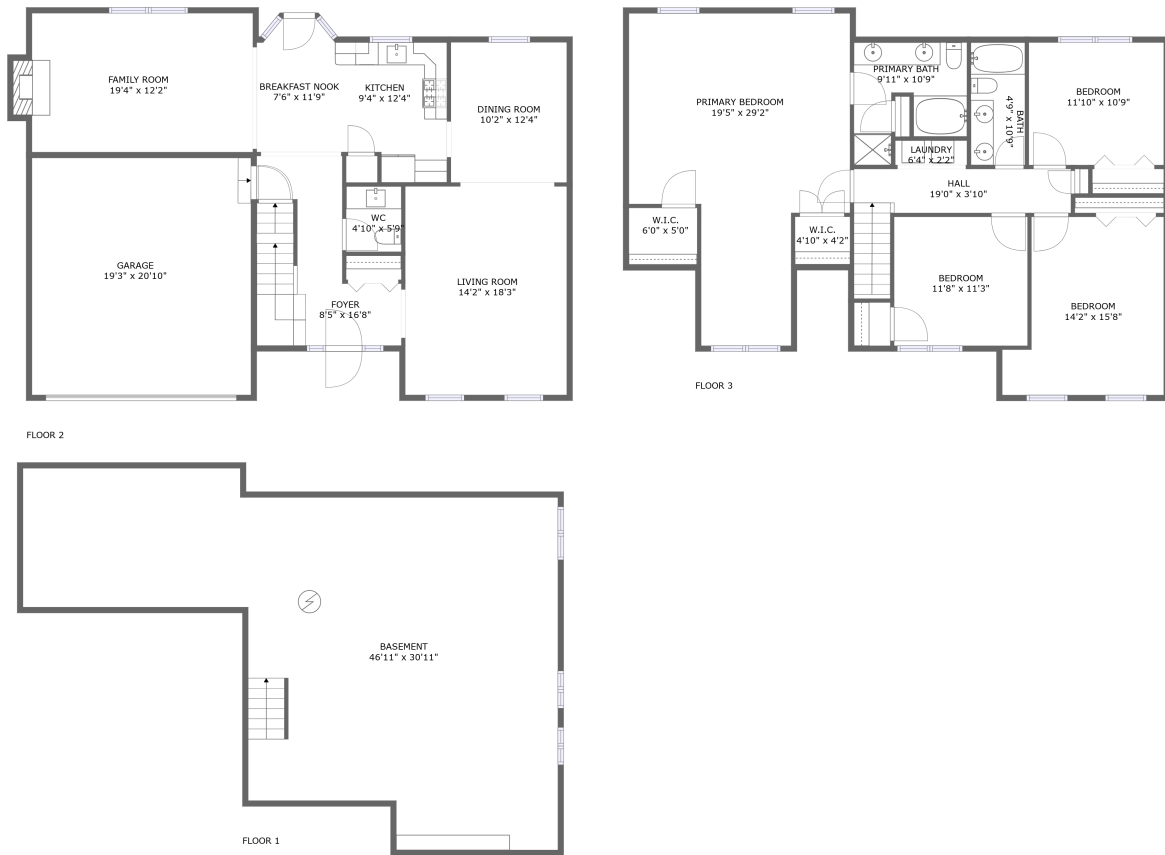 FAMILY ROOM
19'4" x 12'2"
BREAKFAST NOOK
7'6" x 11'9"
KITCHEN
9'4" x 12'4"
DINING ROOM
10'2" x 12'4"
WC
4'10" x 5'9"
GARAGE
19'3" x 20'10"
LIVING ROOM
14'2" x 18'3"
FOYER
8'5" x 16'8"
FLOOR 2
PRIMARY BEDROOM
19'5" x 29'2"
PRIMARY BATH
9'11" x 10'9"
BATH
4'9" x 10'9"
BEDROOM
11'10" x 10'9"
LAUNDRY
6'4" x 2'2"
HALL
19'0" x 3'10"
W.I.C.
6'0" x 5'0"
W.I.C.
4'10" x 4'2"
BEDROOM
11'8" x 11'3"
BEDROOM
14'2" x 15'8"
FLOOR 3
BASEMENT
46'11" x 30'11"
FLOOR 1